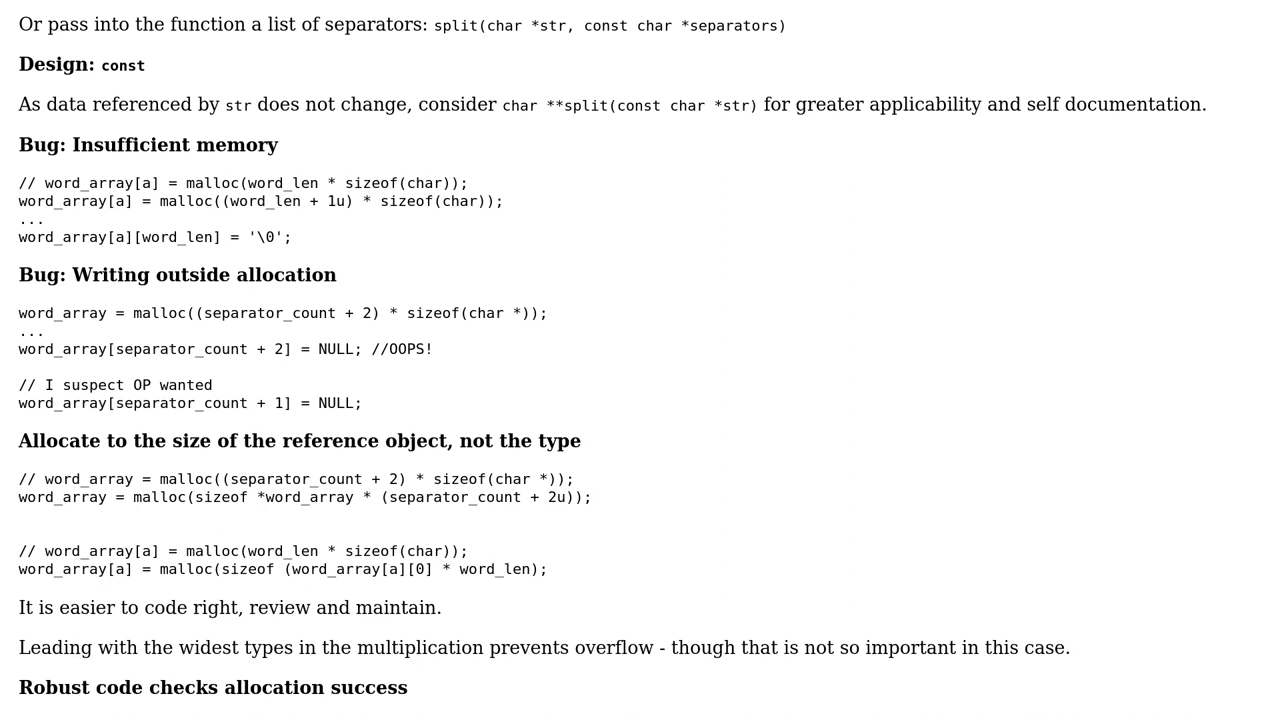 Or pass into the function a list of separators: split(char *str, const char *separators)
Design: const
As data referenced by str does not change, consider char **split(const char *str) for greater applicability and self documentation.
Bug: Insufficient memory
// word_array[a] = malloc(word_len * sizeof(char));
word_array[a] = malloc((word_len + 1u) * sizeof(char));
...
word_array[a][word_len] = '\0';
Bug: Writing outside allocation
word_array = malloc((separator_count + 2) * sizeof(char *));
...
word_array[separator_count + 2] = NULL; //OOPS!
// I suspect OP wanted
word_array[separator_count + 1] = NULL;
Allocate to the size of the reference object, not the type
// word_array = malloc((separator_count + 2) * sizeof(char *));
word_array = malloc(sizeof *word_array * (separator_count + 2u));
// word_array[a] = malloc(word_len * sizeof(char));
word_array[a] = malloc(sizeof (word_array[a][0] * word_len);
It is easier to code right, review and maintain.
Leading with the widest types in the multiplication prevents overflow - though that is not so important in this case.
Robust code checks allocation success